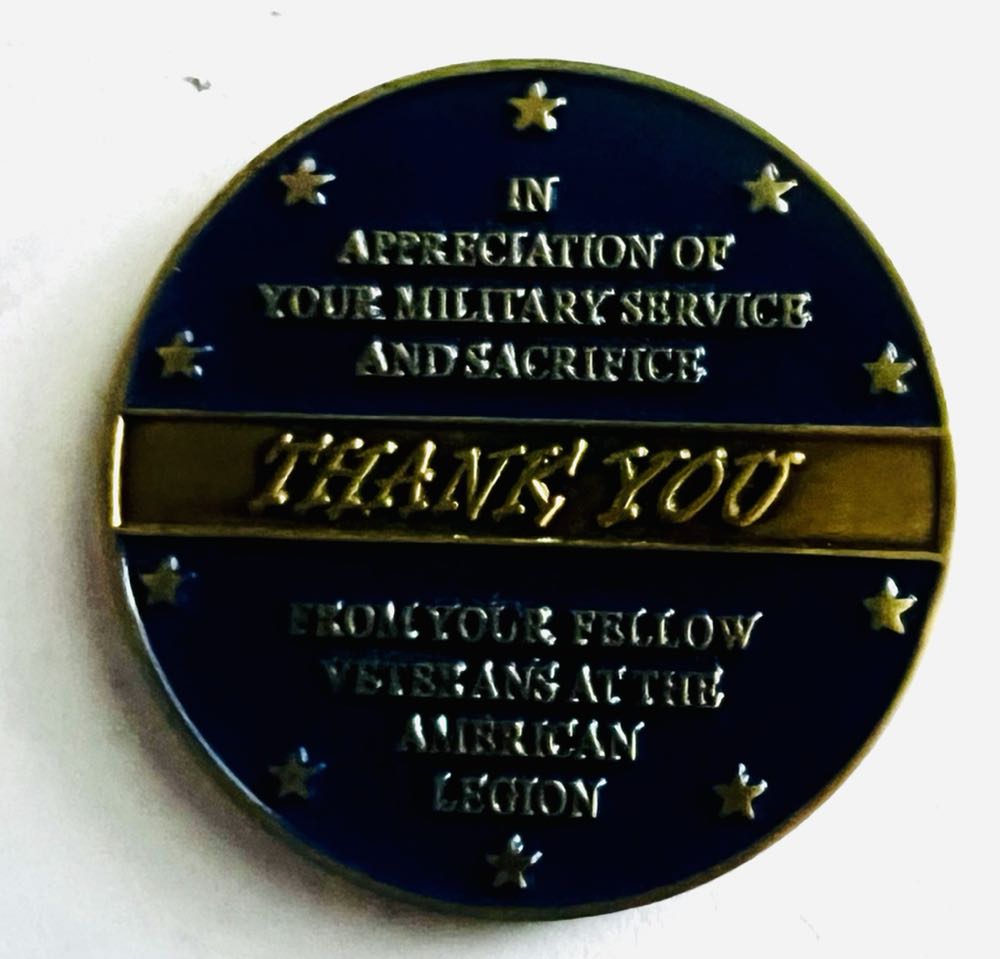 IN
APPRECIATION OF
YOUR MILITARY SERVICE
AND SACRIFICE
THANK YOU
FROM YOUR FELLOW
VETERANS AT THE
AMERICAN
LEGION